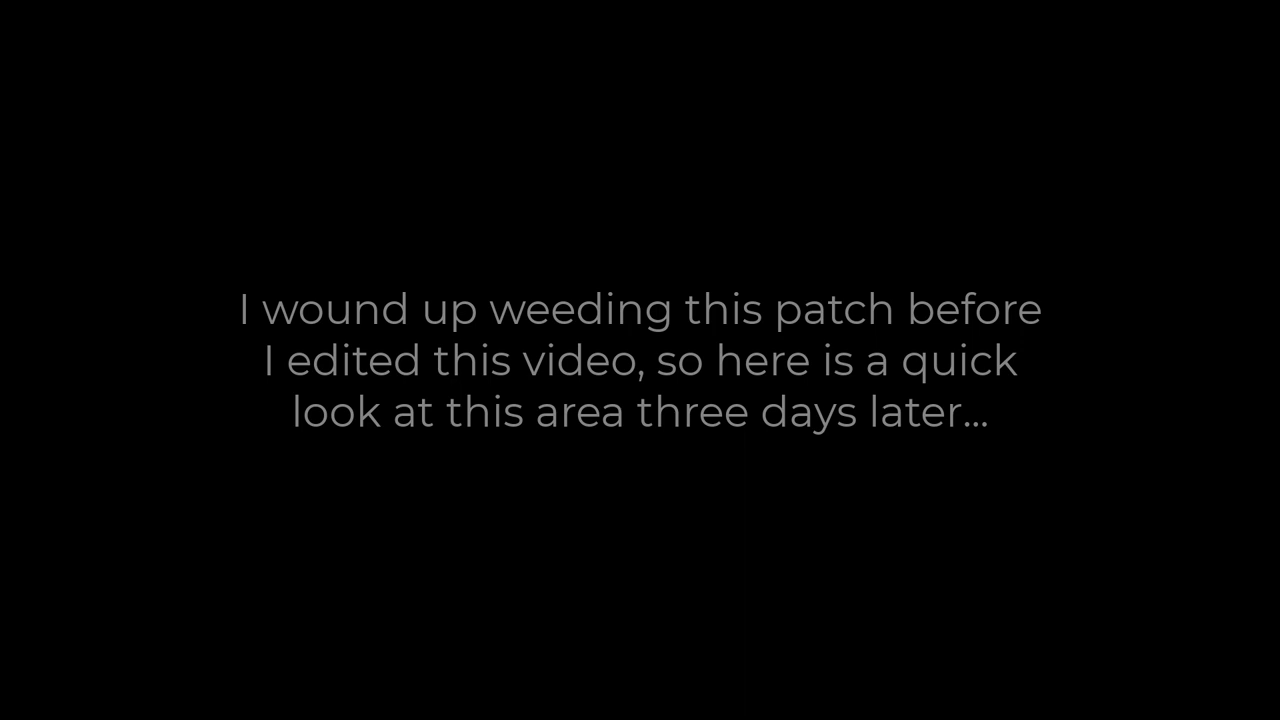 I wound up weeding this patch before
I edited this video, so here is a quick
look at this area three days later...